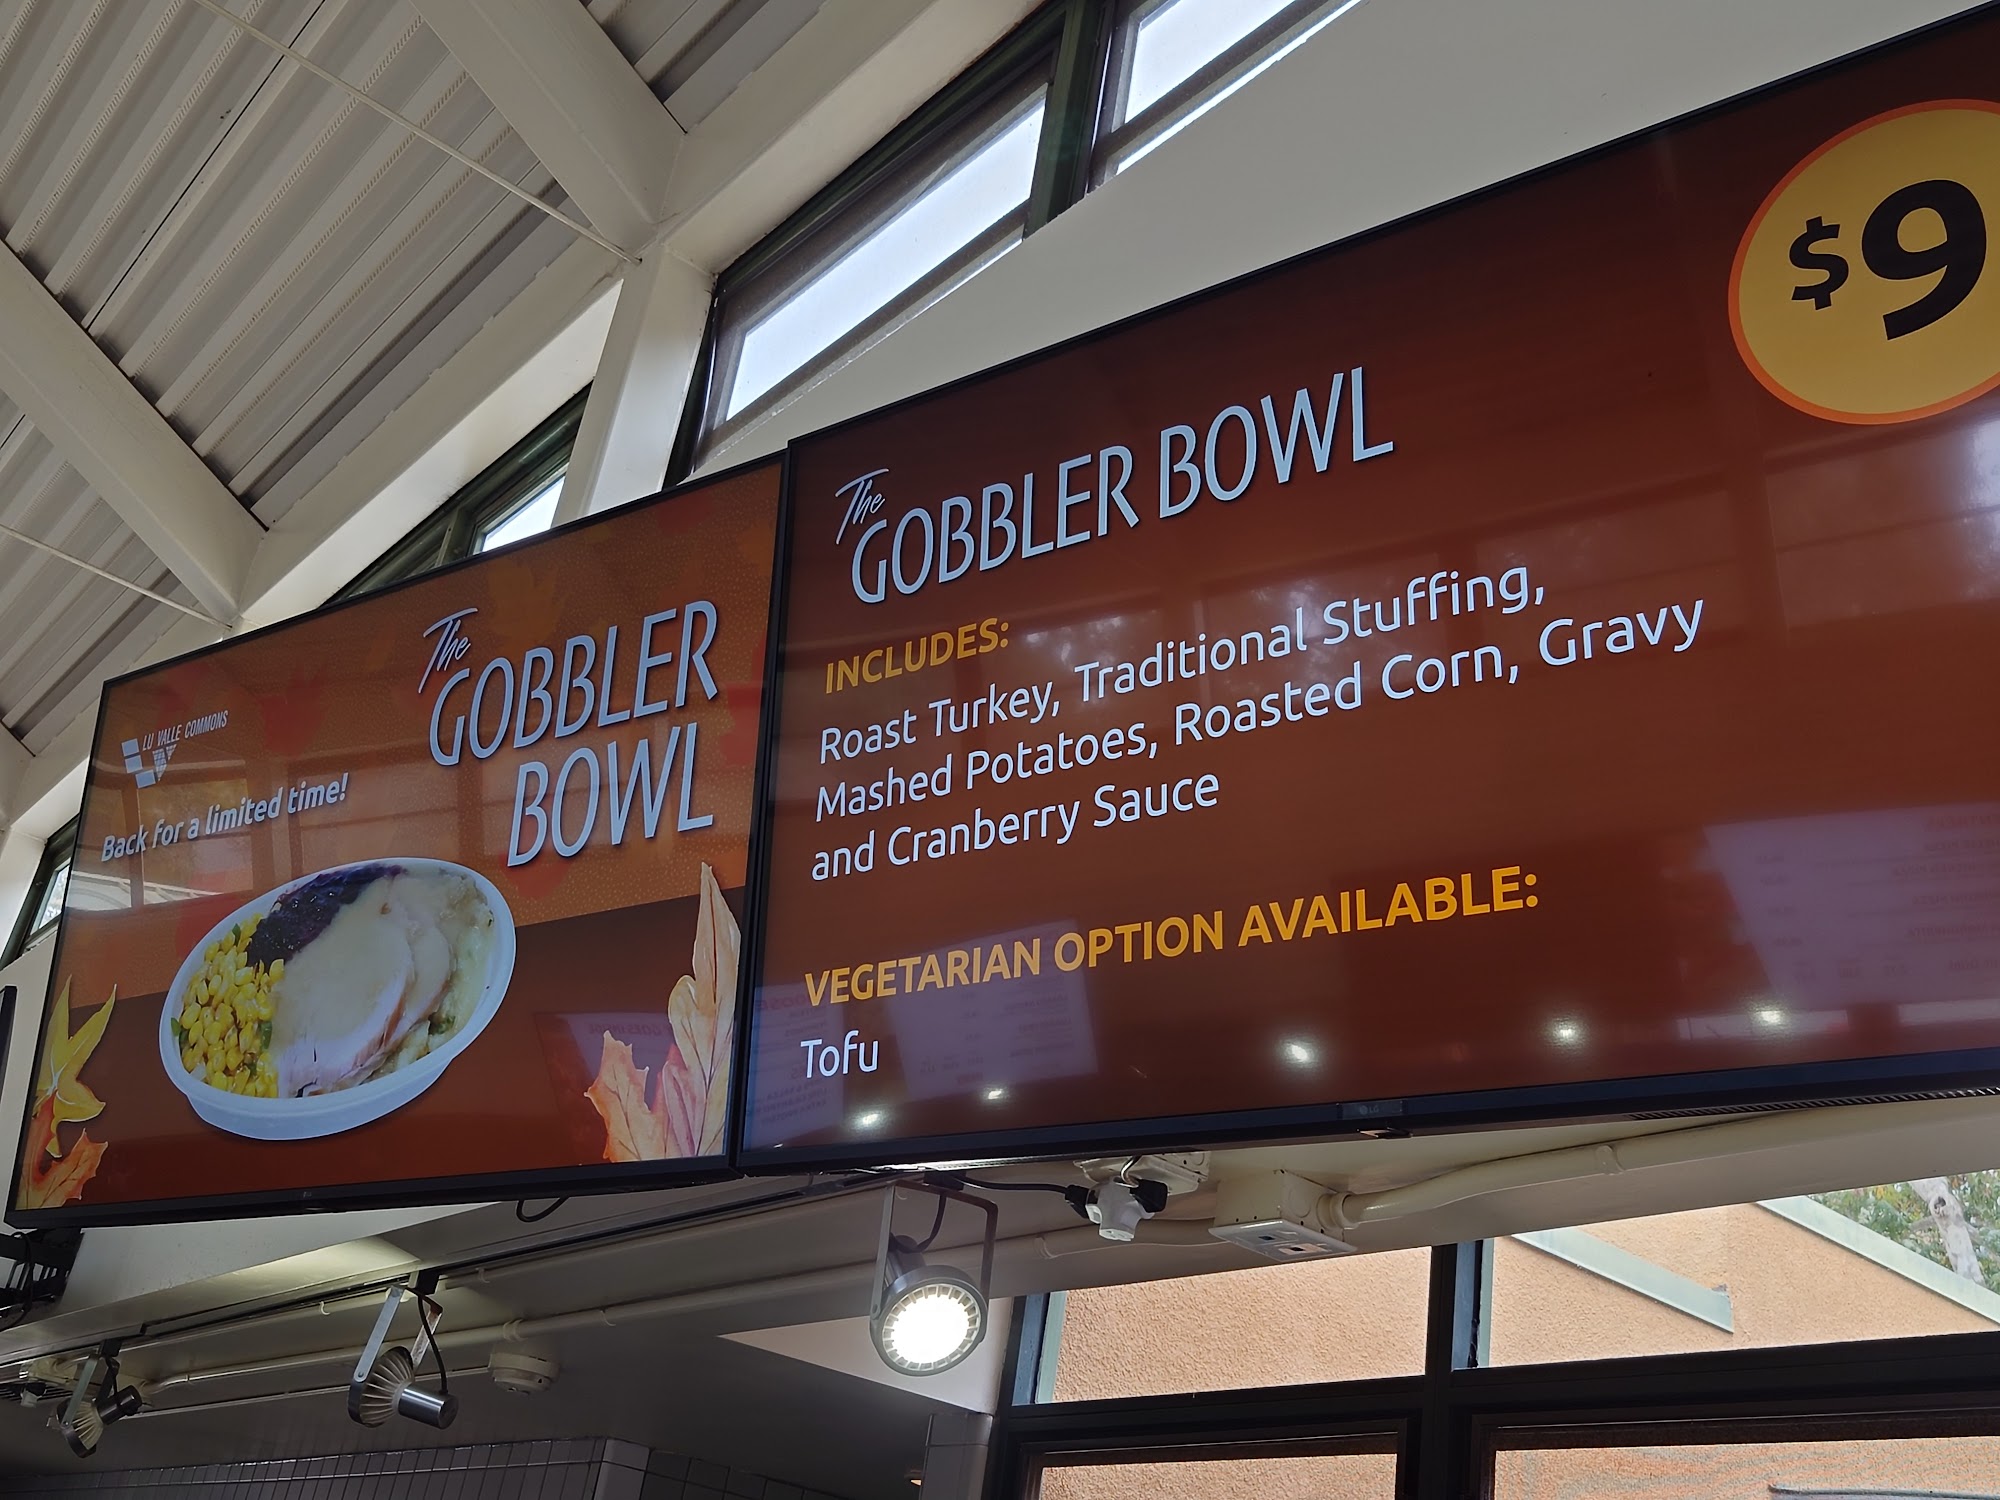 LU VALLE COMMONS
Back for a limited time!
The
GOBBLER
BOWL
The
GOBBLER BOWL
$9
INCLUDES:
Roast Turkey, Traditional Stuffing,
Mashed Potatoes, Roasted Corn, Gravy
and Cranberry Sauce
VEGETARIAN OPTION AVAILABLE:
Tofu
LG